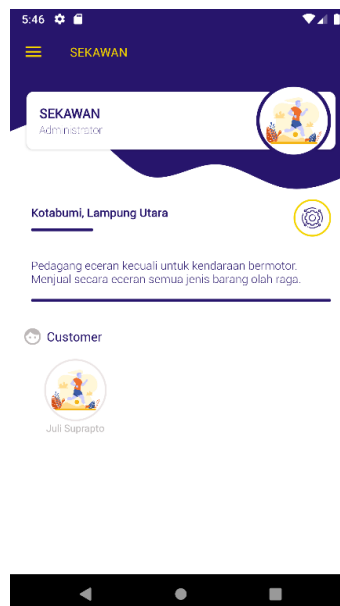 5:46
SEKAWAN
SEKAWAN
Administrator
Kotabumi, Lampung Utara
Pedagang eceran kecuali untuk kendaraan bermotor.
Menjual secara eceran semua jenis barang olah raga.
Customer
Juli Suprapto